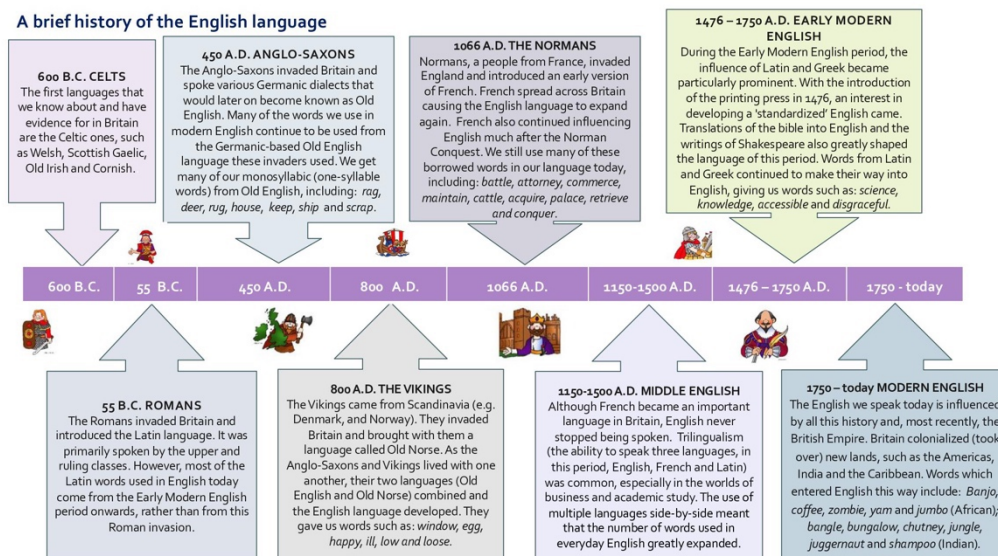 A brief history of the English language
600 B.C. CELTS
The first languages that
we know about and have
evidence for in Britain
are the Celtic ones, such
as Welsh, Scottish Gaelic,
Old Irish and Cornish.
450 A.D. ANGLO-SAXONS
The Anglo-Saxons invaded Britain and
spoke various Germanic dialects that
would later on become known as Old
English. Many of the words we use in
modern English continue to be used from
the Germanic-based Old English
language these invaders used. We get
many of our monosyllabic (one-syllable
words) from Old English, including: rag,
deer, rug, house, keep, ship and scrap.
1066 A.D. THE NORMANS
Normans, a people from France, invaded
England and introduced an early version
of French. French spread across Britain
causing the English language to expand
again. French also continued influencing
English much after the Norman
Conquest. We still use many of these
borrowed words in our language today,
including: battle, attorney, commerce,
maintain, cattle, acquire, palace, retrieve
and conquer.
1476 – 1750 A.D. EARLY MODERN
ENGLISH
During the Early Modern English period, the
influence of Latin and Greek became
particularly prominent. With the introduction
of the printing press in 1476, an interest in
developing a 'standardized' English came.
Translations of the bible into English and the
writings of Shakespeare also greatly shaped
the language of this period. Words from Latin
and Greek continued to make their way into
English, giving us words such as: science,
knowledge, accessible and disgraceful.
600 B.C.
55 B.C.
450 A.D.
800 A.D.
1066 A.D.
1150-1500 A.D.
1476 – 1750 A.D.
1750 - today
55 B.C. ROMANS
The Romans invaded Britain and
introduced the Latin language. It was
primarily spoken by the upper and
ruling classes. However, most of the
Latin words used in English today
come from the Early Modern English
period onwards, rather than from this
Roman invasion.
800 A.D. THE VIKINGS
The Vikings came from Scandinavia (e.g.
Denmark, and Norway). They invaded
Britain and brought with them a
language called Old Norse. As the
Anglo-Saxons and Vikings lived with one
another, their two languages (Old
English and Old Norse) combined and
the English language developed. They
gave us words such as: window, egg,
happy, ill, low and loose.
1150-1500 A.D. MIDDLE ENGLISH
Although French became an important
language in Britain, English never
stopped being spoken. Trilingualism
(the ability to speak three languages, in
this period, English, French and Latin)
was common, especially in the worlds of
business and academic study. The use of
multiple languages side-by-side meant
that the number of words used in
everyday English greatly expanded.
1750 – today MODERN ENGLISH
The English we speak today is influenced
by all this history and, most recently, the
British Empire. Britain colonialized (took
over) new lands, such as the Americas,
India and the Caribbean. Words which
entered English this way include: Banjo,
coffee, zombie, yam and jumbo (African);
bangle, bungalow, chutney, jungle,
juggernaut and shampoo (Indian).